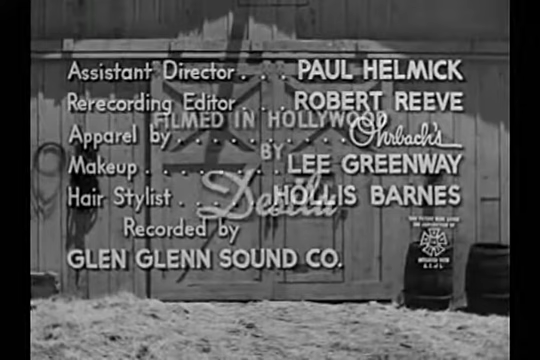 Assistant Director . . . PAUL HELMICK
Rerecording Editor . . . ROBERT REEVE
FILMED IN HOLLYWOOD
Apparel by . . . . . . . . . . Ohrbach's
BY
Makeup . . . . . . . . LEE GREENWAY
Hair Stylist . . . . . HOLLIS BARNES
Desilu
Recorded by
GLEN GLENN SOUND CO.